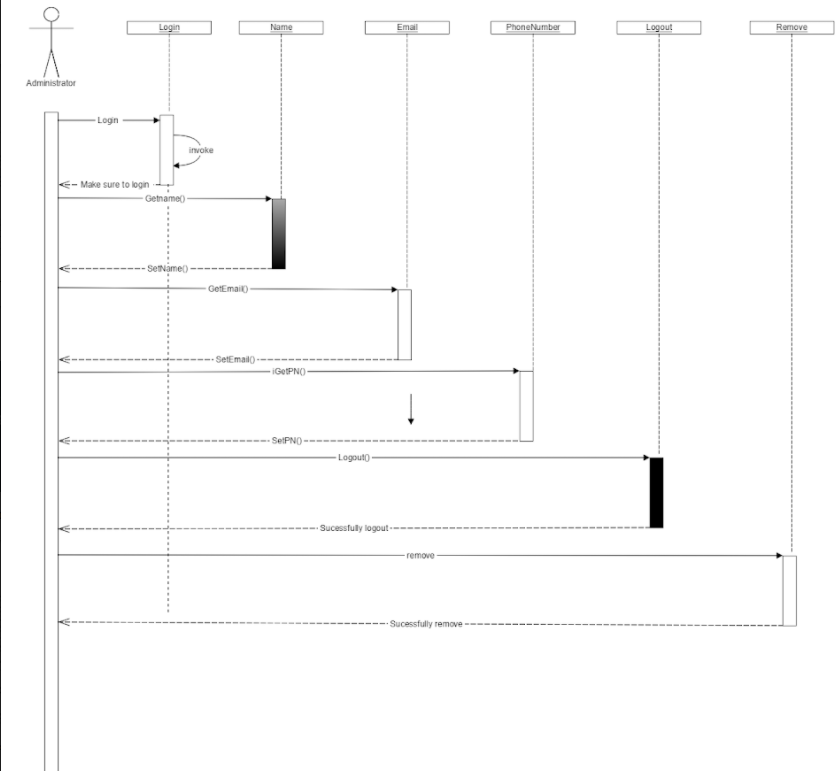 Login
Name
Email
PhoneNumber
Logout
Remove
Administrator
Login
invoke
Make sure to login
Getname()
SetName()
GetEmail()
SetEmail()
iGetPN()
SetPN()
Logout()
Sucessfully logout
remove
Sucessfully remove